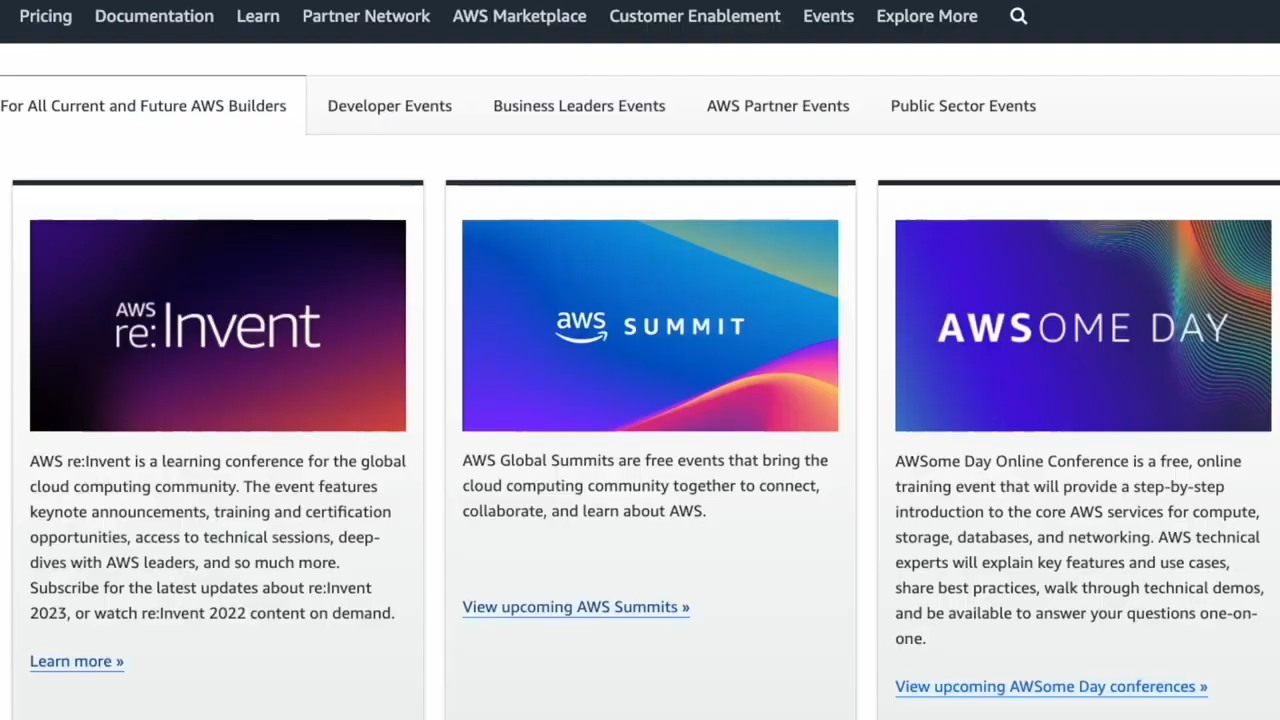 Pricing Documentation Learn Partner Network AWS Marketplace Customer Enablement Events Explore More
For All Current and Future AWS Builders Developer Events Business Leaders Events AWS Partner Events Public Sector Events
AWS
re:Invent
AWS re:Invent is a learning conference for the global
cloud computing community. The event features
keynote announcements, training and certification
opportunities, access to technical sessions, deep-
dives with AWS leaders, and so much more.
Subscribe for the latest updates about re:Invent
2023, or watch re:Invent 2022 content on demand.
Learn more »
aws SUMMIT
AWS Global Summits are free events that bring the
cloud computing community together to connect,
collaborate, and learn about AWS.
View upcoming AWS Summits »
AWSOME DAY
AWSome Day Online Conference is a free, online
training event that will provide a step-by-step
introduction to the core AWS services for compute,
storage, databases, and networking. AWS technical
experts will explain key features and use cases,
share best practices, walk through technical demos,
and be available to answer your questions one-on-
one.
View upcoming AWSome Day conferences »